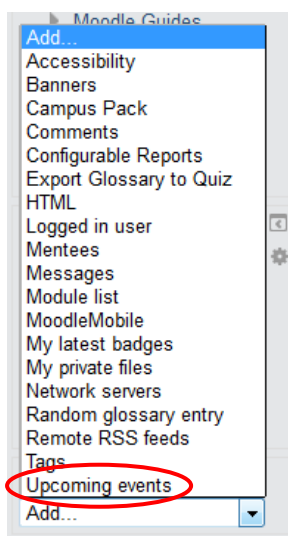 Moodle Guides
Add...
Accessibility
Banners
Campus Pack
Comments
Configurable Reports
Export Glossary to Quiz
HTML
Logged in user
Mentees
Messages
Module list
MoodleMobile
My latest badges
My private files
Network servers
Random glossary entry
Remote RSS feeds
Tags
Upcoming events
Add...